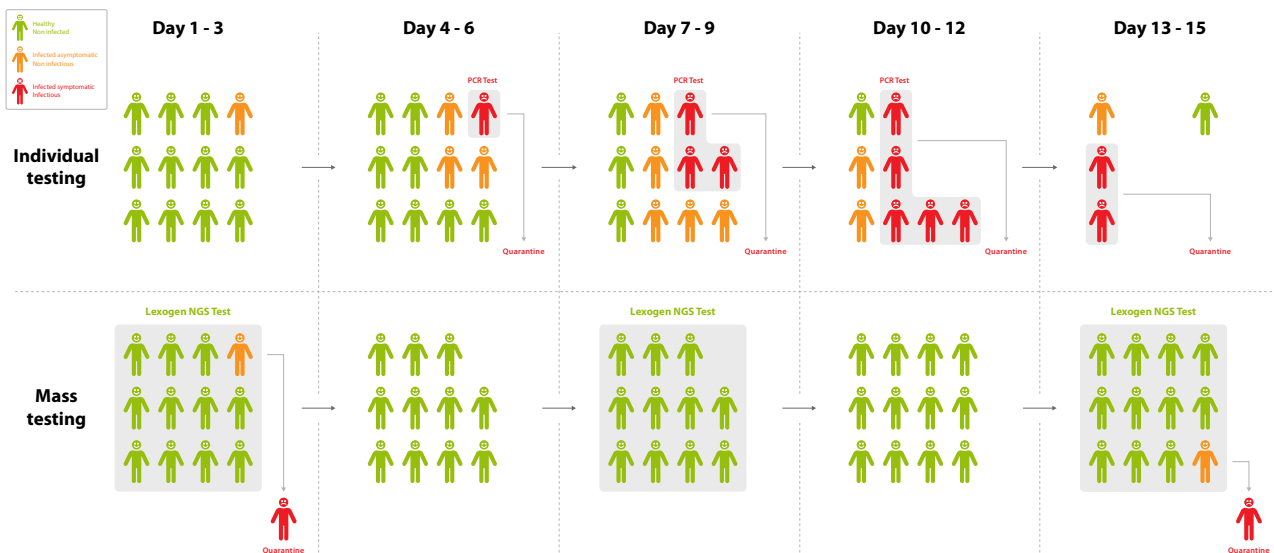 Healthy
Non infected
Infected asymptomatic
Non infectious
Infected symptomatic
Infectious
Day 1 - 3
Day 4 - 6
Day 7 - 9
Day 10 - 12
Day 13 - 15
Individual
testing
PCR Test
PCR Test
PCR Test
Quarantine
Quarantine
Quarantine
Quarantine
Lexogen NGS Test
Lexogen NGS Test
Lexogen NGS Test
Mass
testing
Quarantine
Quarantine